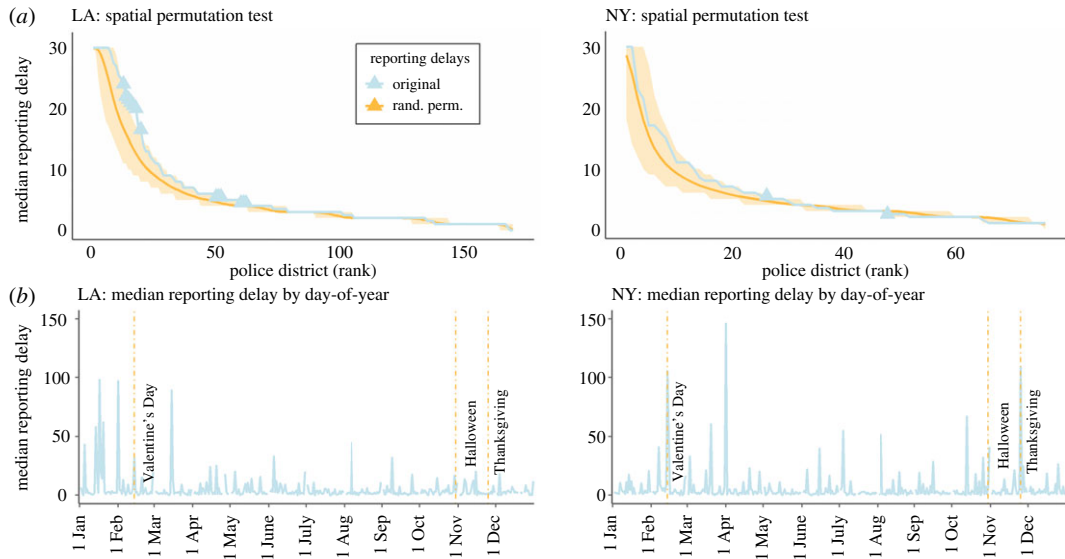 (a) LA: spatial permutation test
NY: spatial permutation test
median reporting delay
30
20
10
0
reporting delays
original
rand. perm.
0 50 100 150
police district (rank)
30
20
10
0
0 20 40 60
police district (rank)
(b) LA: median reporting delay by day-of-year
NY: median reporting delay by day-of-year
median reporting delay
150
100
50
0
Valentine's Day
Halloween
Thanksgiving
1 Jan
1 Feb
1 Mar
1 Apr
1 May
1 June
1 July
1 Aug
1 Sep
1 Oct
1 Nov
1 Dec
150
100
50
0
Valentine's Day
Halloween
Thanksgiving
1 Jan
1 Feb
1 Mar
1 Apr
1 May
1 June
1 July
1 Aug
1 Sep
1 Oct
1 Nov
1 Dec